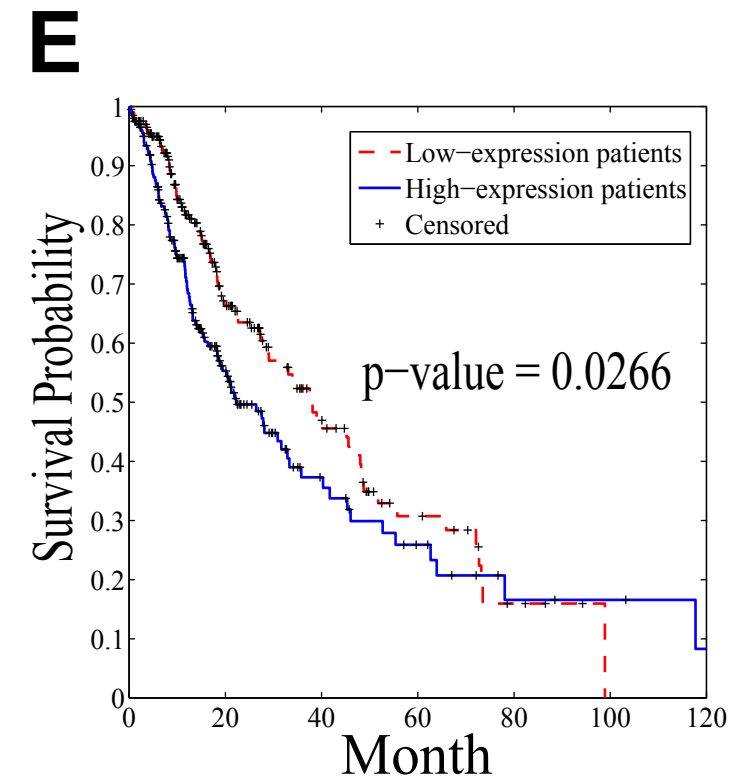 E
Survival Probability
1
0.9
0.8
0.7
0.6
0.5
0.4
0.3
0.2
0.1
0
Low−expression patients
High−expression patients
Censored
p−value = 0.0266
0 20 40 60 80 100 120
Month